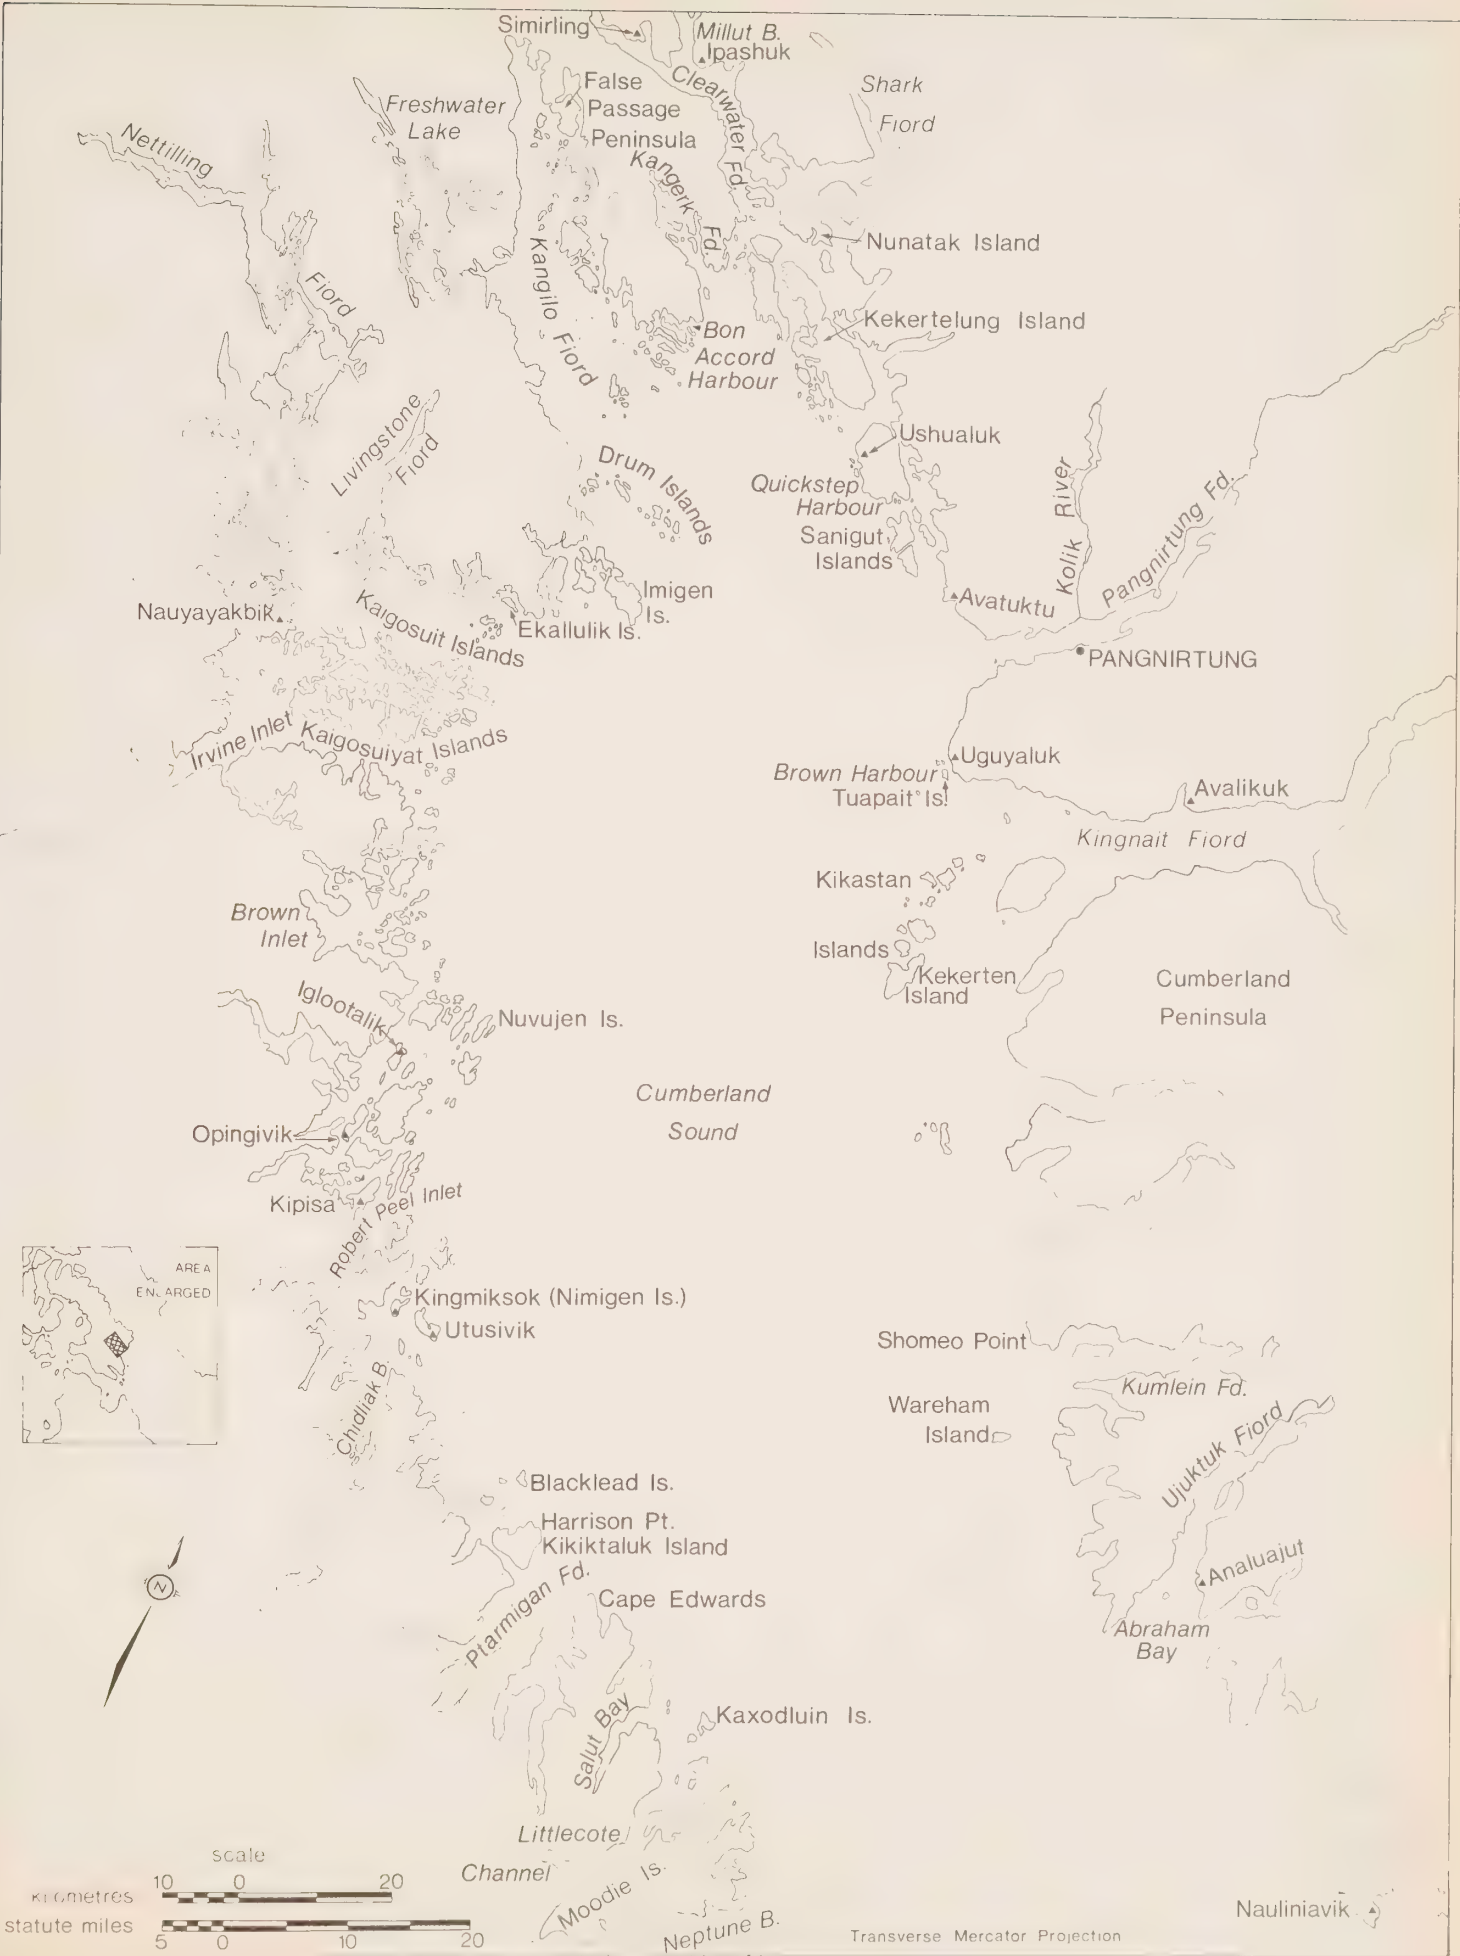 Simirling
Millut B.
Ipashuk
False
Passage
Peninsula
Clearwater Fd.
Shark
Fiord
Freshwater
Lake
Nettilling
Fiord
Kangerk Fd.
Kangilo Fiord
Nunatak Island
Kekertelung Island
Bon
Accord
Harbour
Livingstone
Fiord
Drum Islands
Ushualuk
Quickstep
Harbour
Sanigut
Islands
Kolik River
Pangnirtung Fd.
Imigen
Is.
Avatuktu
Nauyayakbik
Kaigosuit Islands
Ekallulik Is.
PANGNIRTUNG
Irvine Inlet
Kaigosuiyat Islands
Uguyaluk
Brown Harbour
Tuapait Is.
Avalikuk
Kingnait Fiord
Kikastan
Islands
Brown
Inlet
Kekerten
Island
Cumberland
Peninsula
Iglootalik
Nuvujen Is.
Cumberland
Sound
Opingivik
Kipisa
Robert Peel Inlet
AREA
ENLARGED
Kingmiksok (Nimigen Is.)
Utusivik
Shomeo Point
Kumlein Fd.
Chidliak B.
Wareham
Island
Ujuktuk Fiord
Blacklead Is.
Harrison Pt.
Kikiktaluk Island
Analuajut
Ptarmigan Fd.
Cape Edwards
N
Abraham
Bay
Salut Bay
Kaxodluin Is.
Littlecote
Channel
Moodie Is.
Neptune B.
scale
10 0 20
kilometres
statute miles
5 0 10 20
Transverse Mercator Projection
Nauliniavik